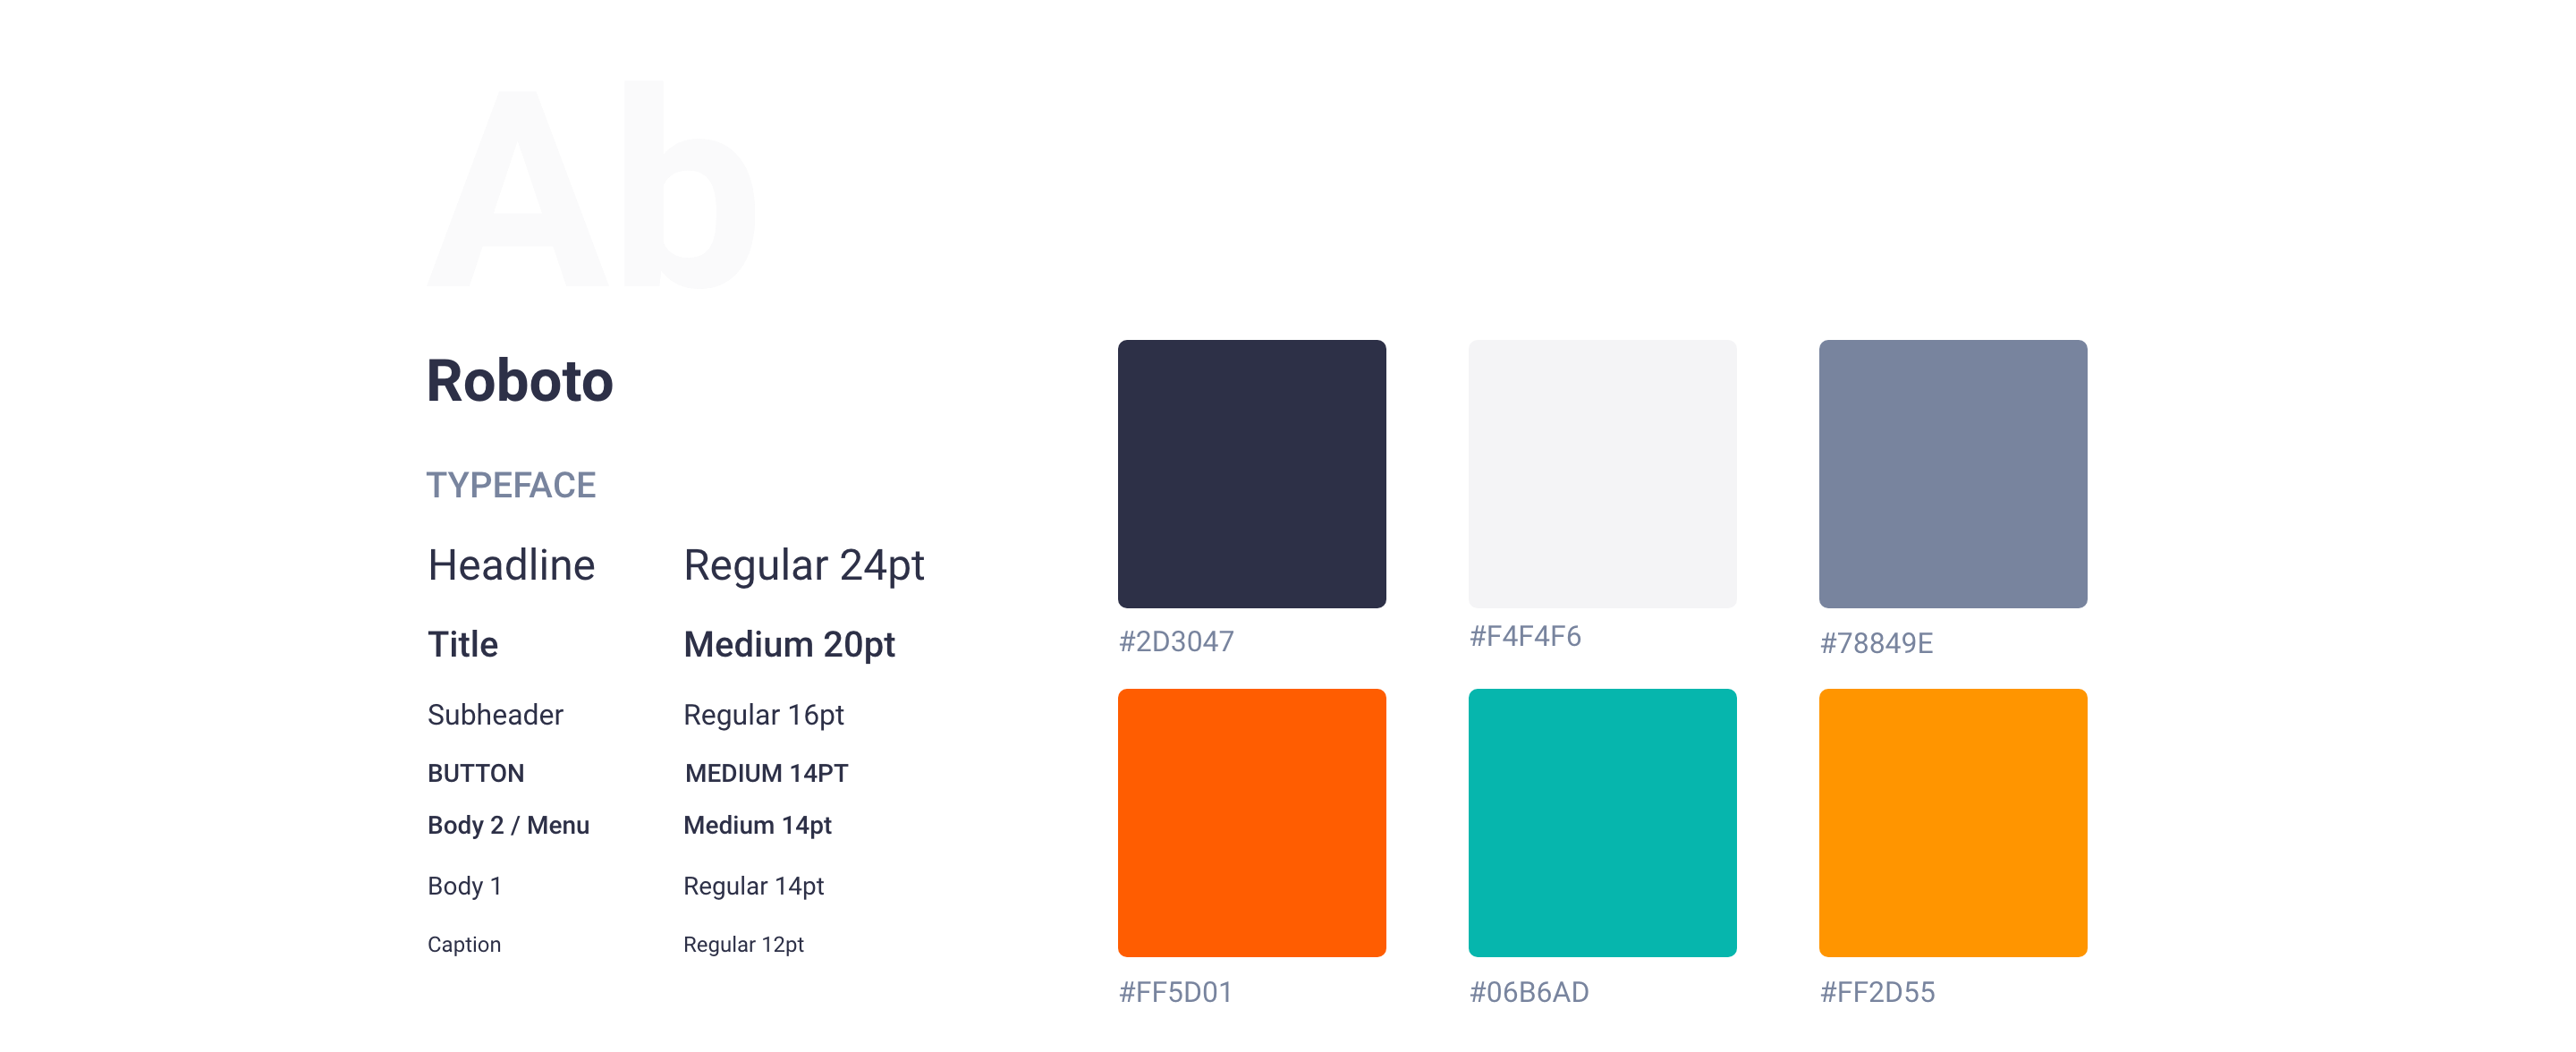 Ab
Roboto
TYPEFACE
Headline Regular 24pt
Title Medium 20pt
Subheader Regular 16pt
BUTTON MEDIUM 14PT
Body 2 / Menu Medium 14pt
Body 1 Regular 14pt
Caption Regular 12pt
#2D3047 #F4F4F6 #78849E
#FF5D01 #06B6AD #FF2D55